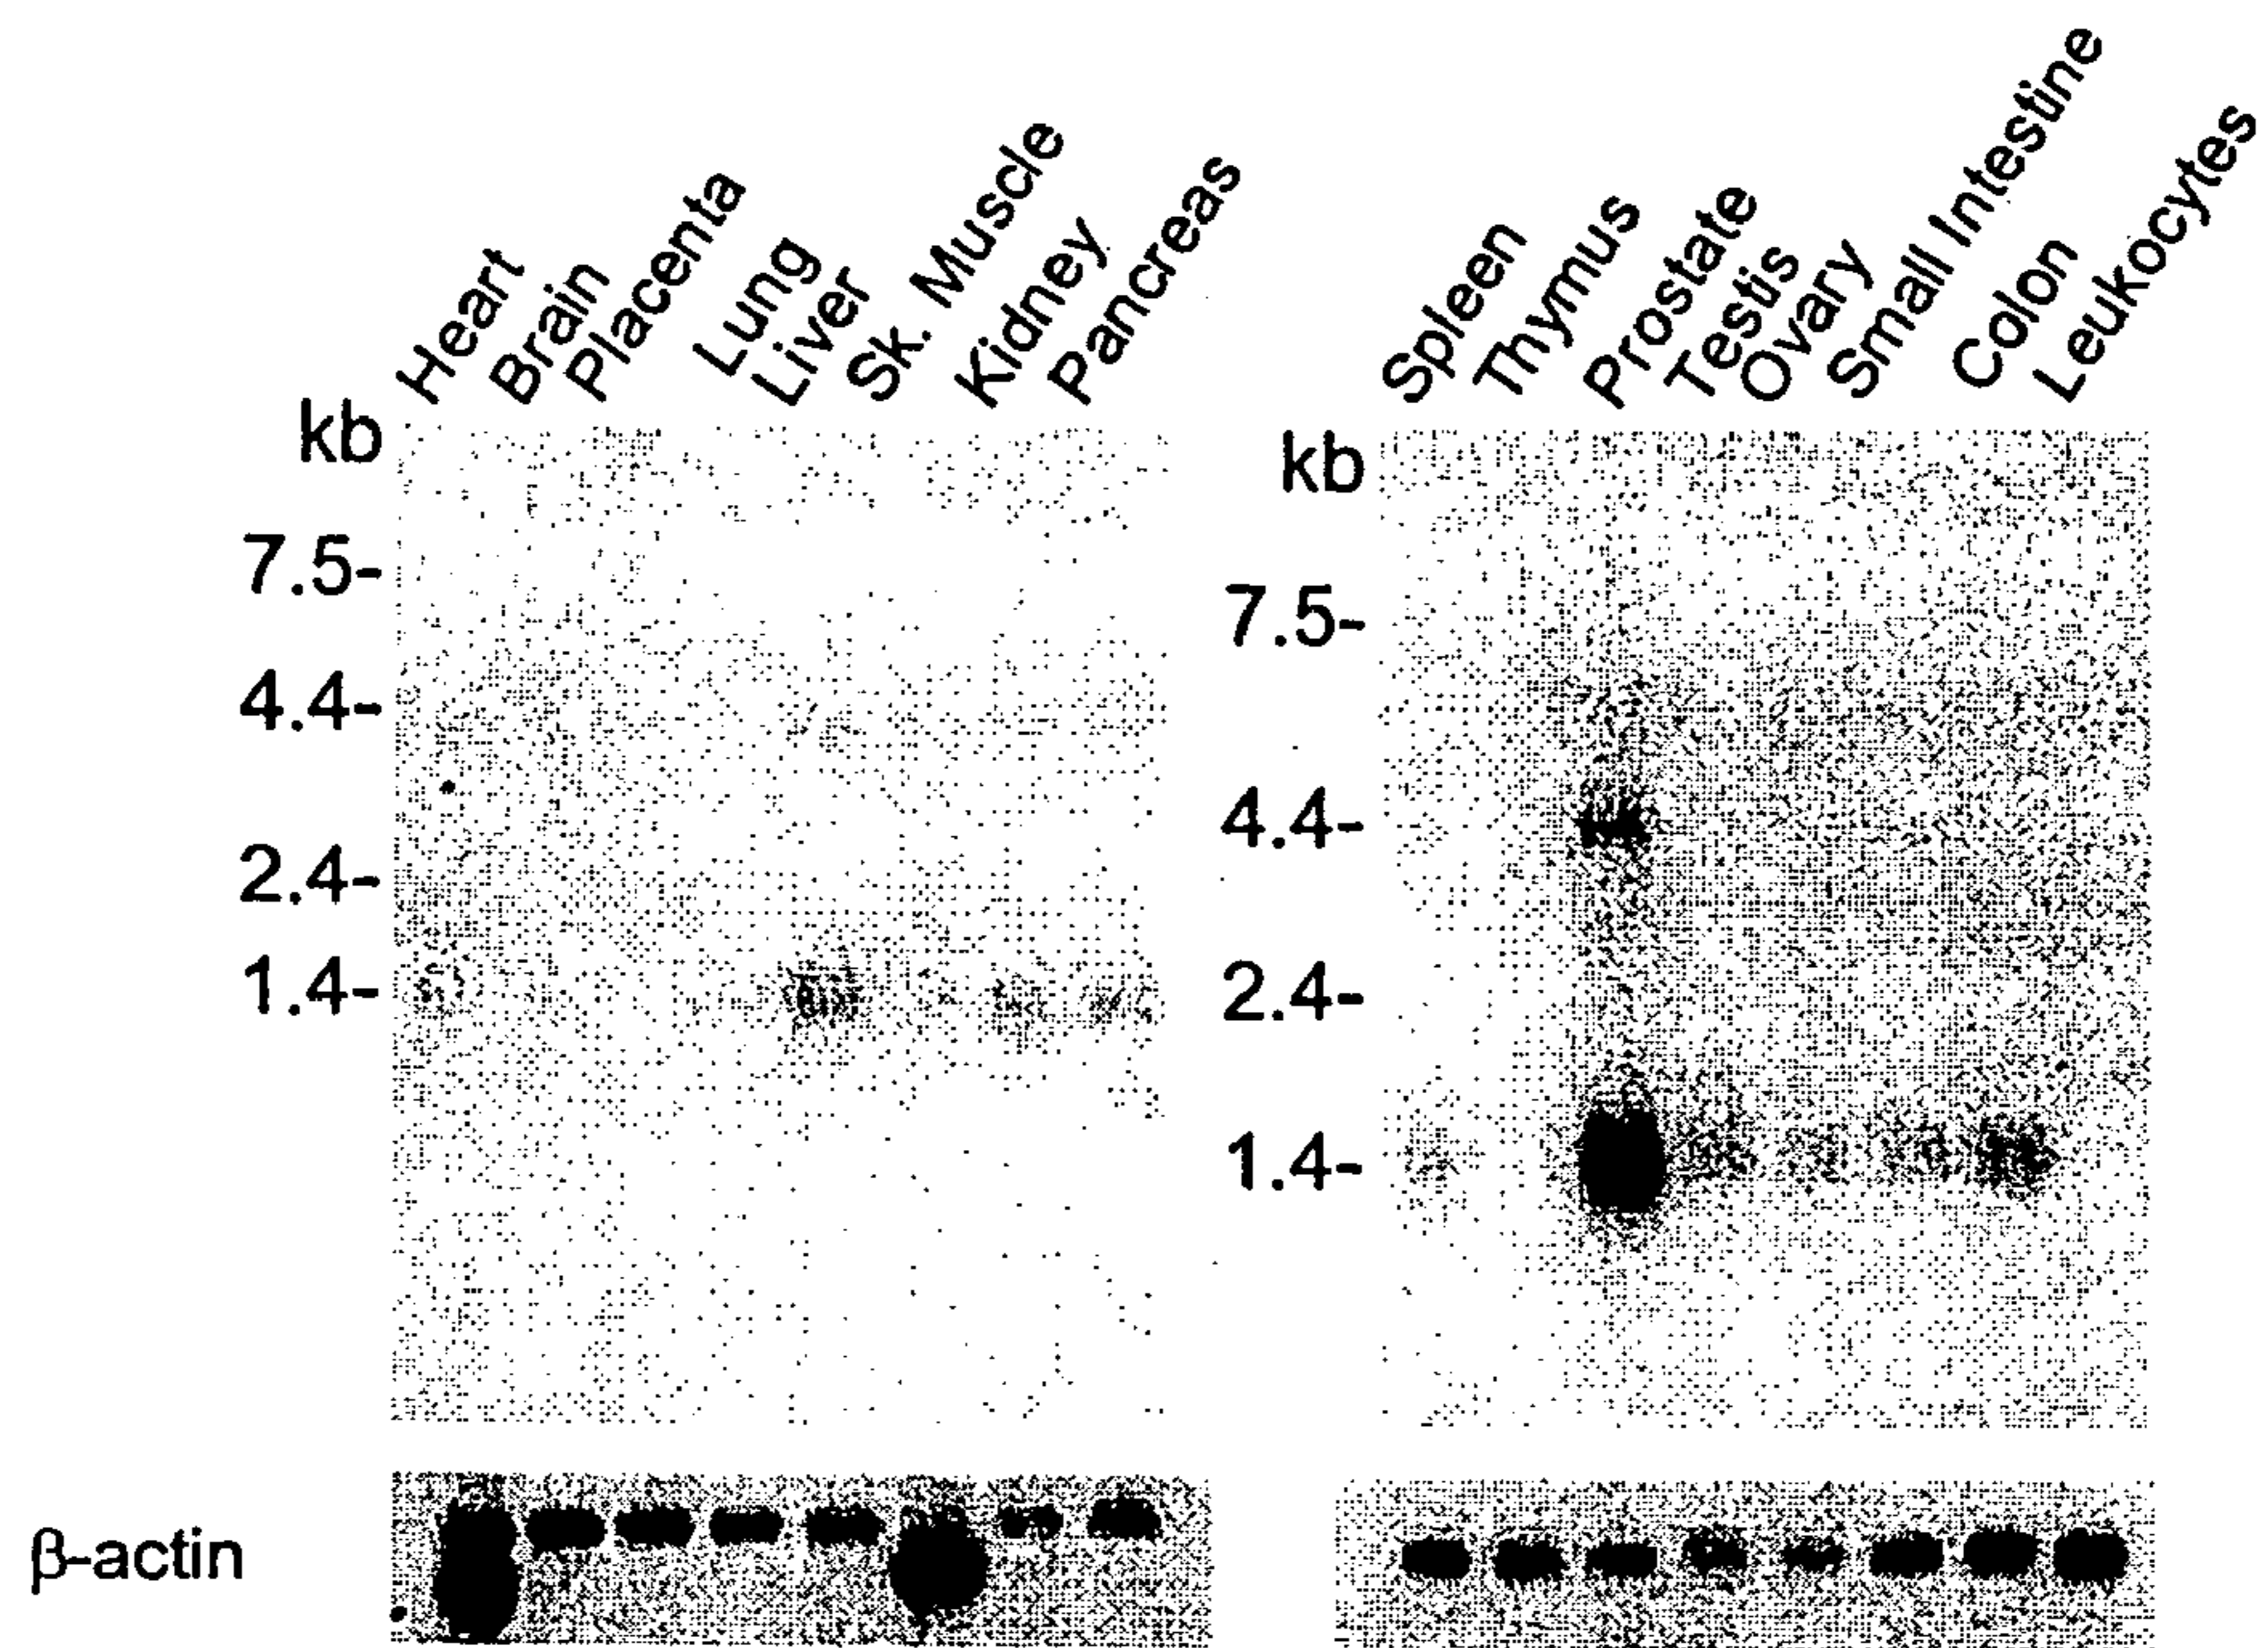 Heart
Brain
Placenta
Lung
Liver
Sk. Muscle
Kidney
Pancreas
kb
7.5-
4.4-
2.4-
1.4-
Spleen
Thymus
Prostate
Testis
Ovary
Small Intestine
Colon
Leukocytes
kb
7.5-
4.4-
2.4-
1.4-
β-actin